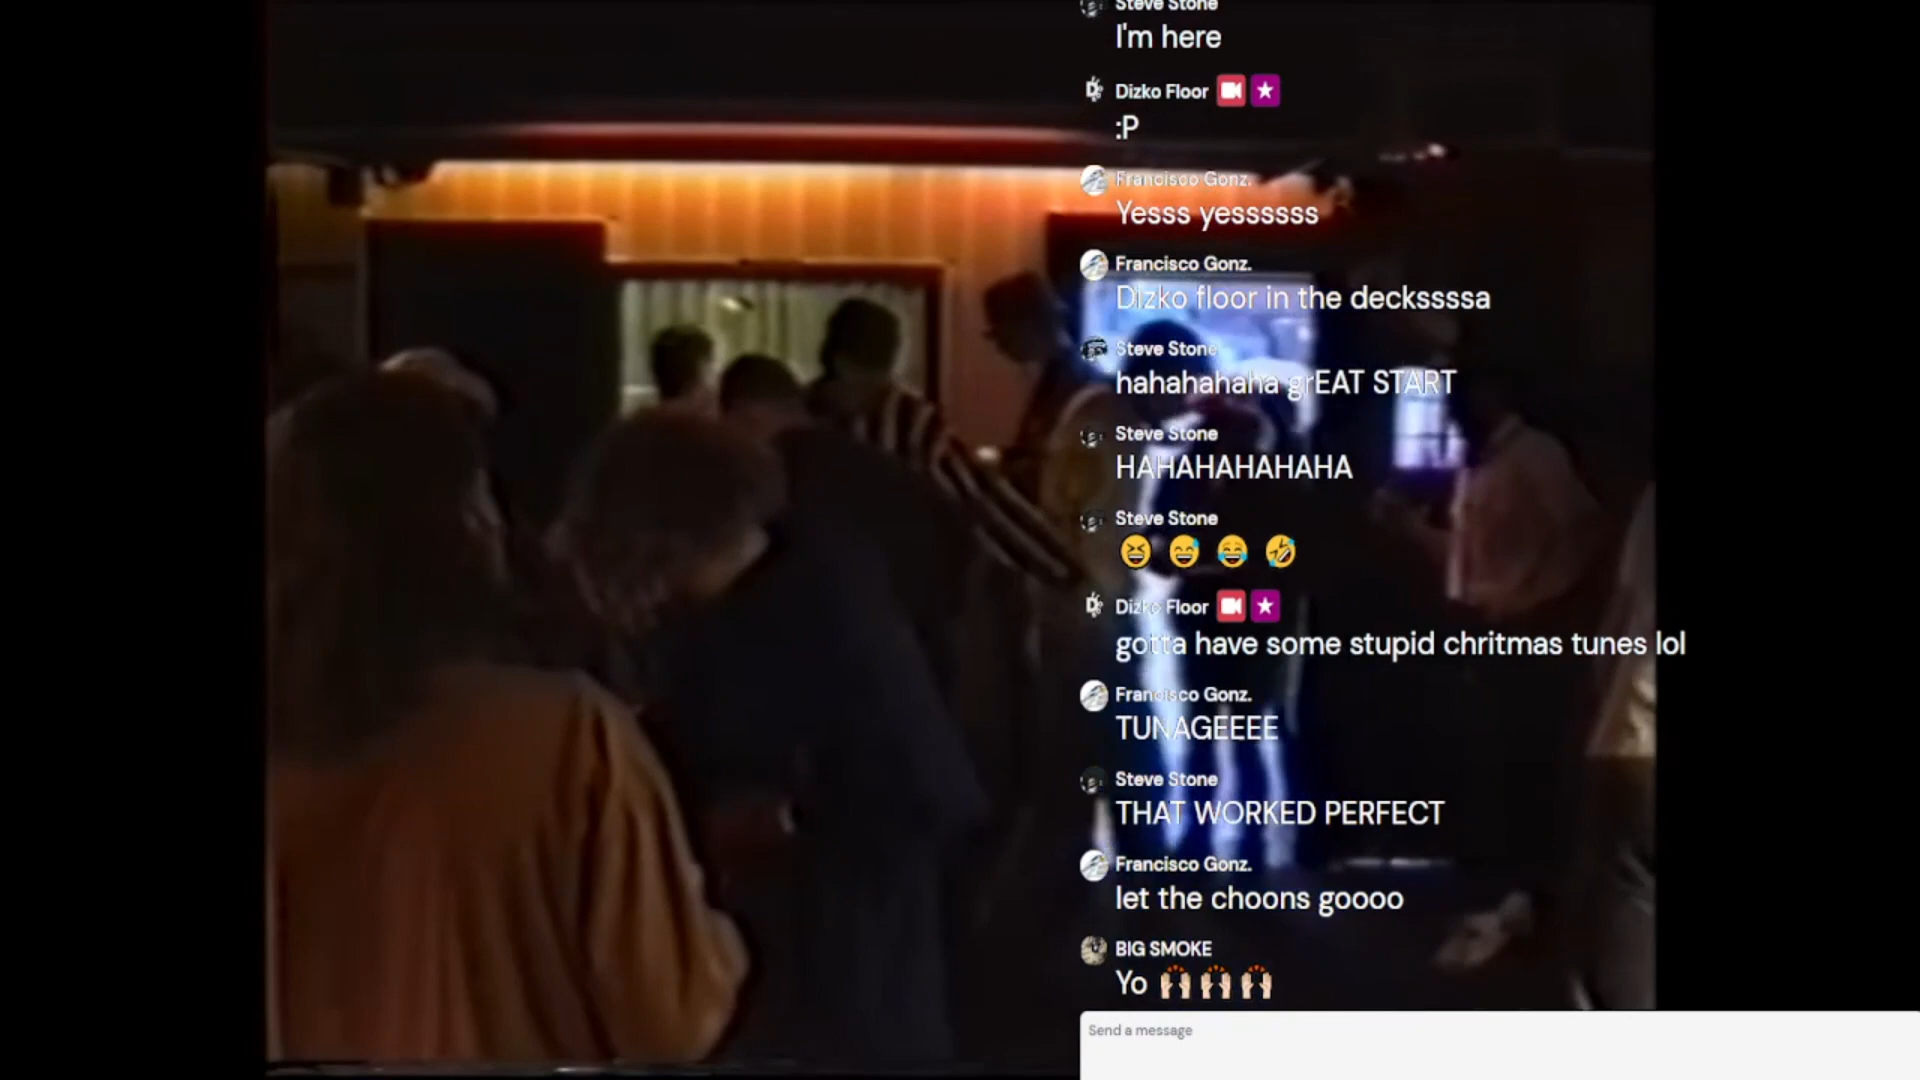 Steve Stone
I'm here
Dizko Floor
:P
Francisco Gonz.
Yesss yessssss
Francisco Gonz.
Dizko floor in the deckssssa
Steve Stone
hahahahaha grEAT START
Steve Stone
HAHAHAHAHAHA
Steve Stone
😆 😅 😂 🤣
Dizko Floor
gotta have some stupid chritmas tunes lol
Francisco Gonz.
TUNAGEEEE
Steve Stone
THAT WORKED PERFECT
Francisco Gonz.
let the choons goooo
BIG SMOKE
Yo 🙌🏻 🙌🏻 🙌🏻
Send a message